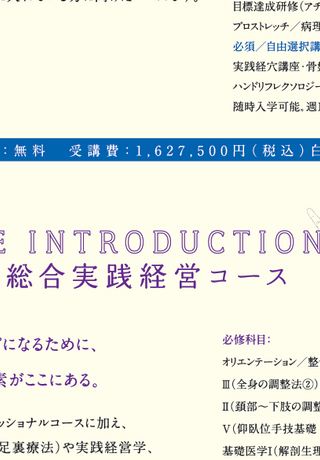 目標達成研修(アチ
プロストレッチ／病理
必須／自由選択講
実践経穴講座・骨盤
ハンドリフレクソロジー
随時入学可能、週1
：無料　受講費：1,627,500円(税込)白
E INTRODUCTION
総合実践経営コース
になるために、
素がここにある。
ッショナルコースに加え、
足裏療法)や実践経営学、
必修科目：
オリエンテーション／整
Ⅲ(全身の調整法②)
Ⅱ(頚部〜下肢の調整
Ⅴ(仰臥位手技基礎
基礎医学Ⅰ(解剖生理